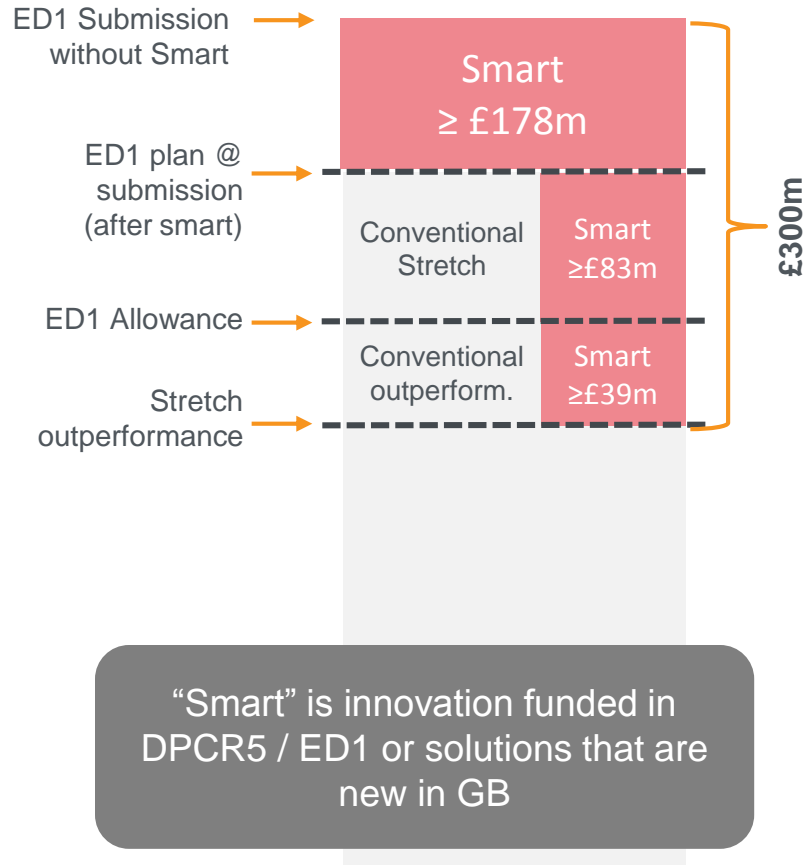 ED1 Submission
without Smart
Smart
≥ £178m
ED1 plan @
submission
(after smart)
Conventional
Stretch
Smart
≥£83m
£300m
ED1 Allowance
Conventional
outperform.
Smart
≥£39m
Stretch
outperformance
“Smart” is innovation funded in
DPCR5 / ED1 or solutions that are
new in GB